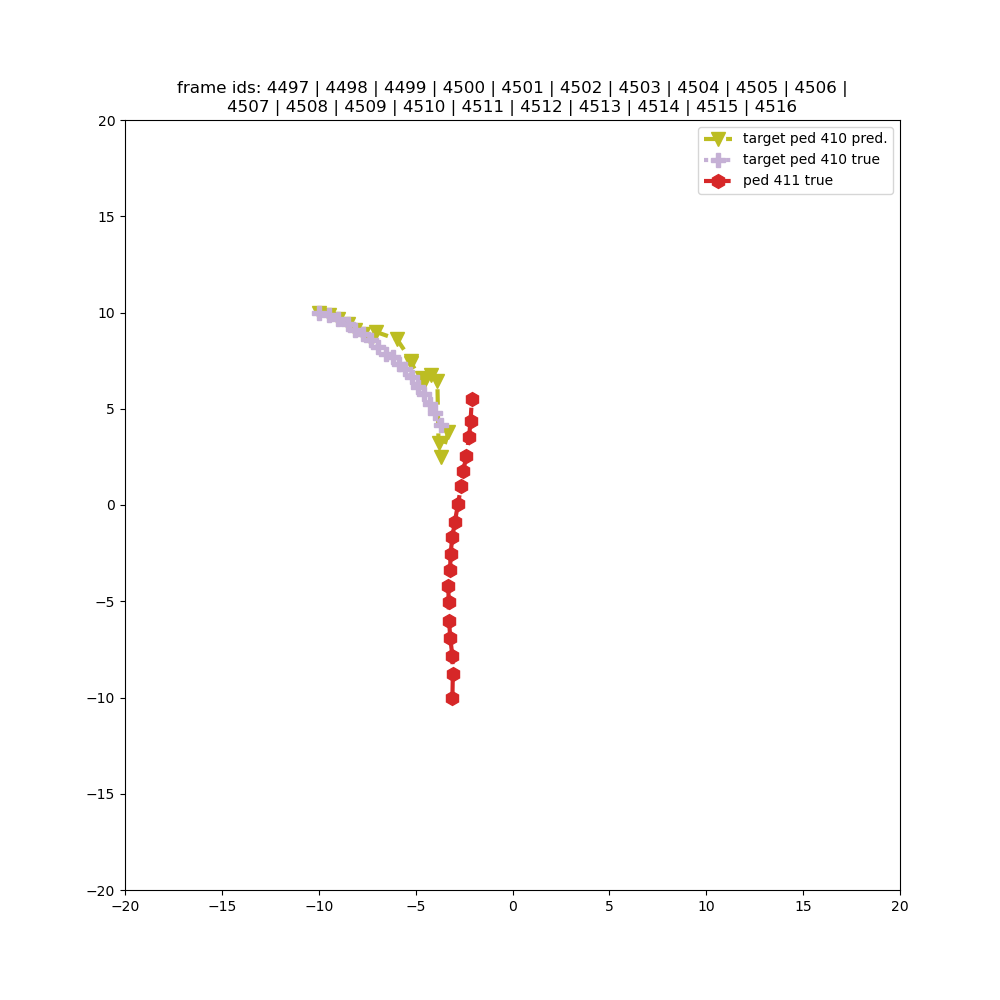 frame ids: 4497 | 4498 | 4499 | 4500 | 4501 | 4502 | 4503 | 4504 | 4505 | 4506 |
4507 | 4508 | 4509 | 4510 | 4511 | 4512 | 4513 | 4514 | 4515 | 4516
target ped 410 pred.
target ped 410 true
ped 411 true
20
15
10
5
0
−5
−10
−15
−20
−20 −15 −10 −5 0 5 10 15 20